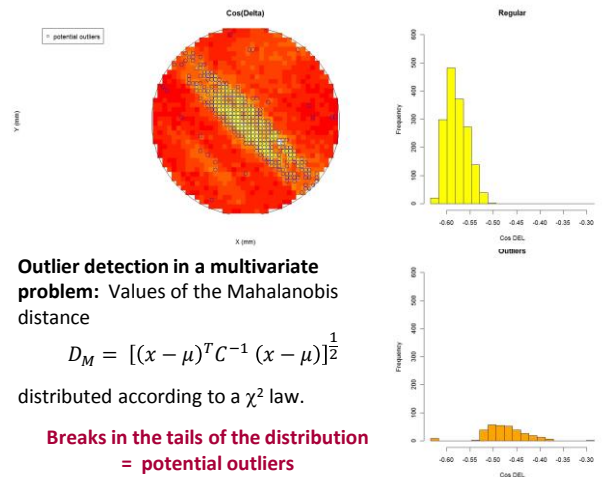 Cos(Delta)
potential outliers
Y (mm)
X (mm)
Outlier detection in a multivariate
problem: Values of the Mahalanobis
distance
D_M = [(x − μ)^T C^{-1} (x − μ)]^{1/2}
distributed according to a χ² law.
Breaks in the tails of the distribution
= potential outliers
Regular
Frequency
600
500
400
300
200
100
0
-0.60 -0.55 -0.50 -0.45 -0.40 -0.35 -0.30
Cos DEL
Outliers
Frequency
600
500
400
300
200
100
0
-0.60 -0.55 -0.50 -0.45 -0.40 -0.35 -0.30
Cos DEL